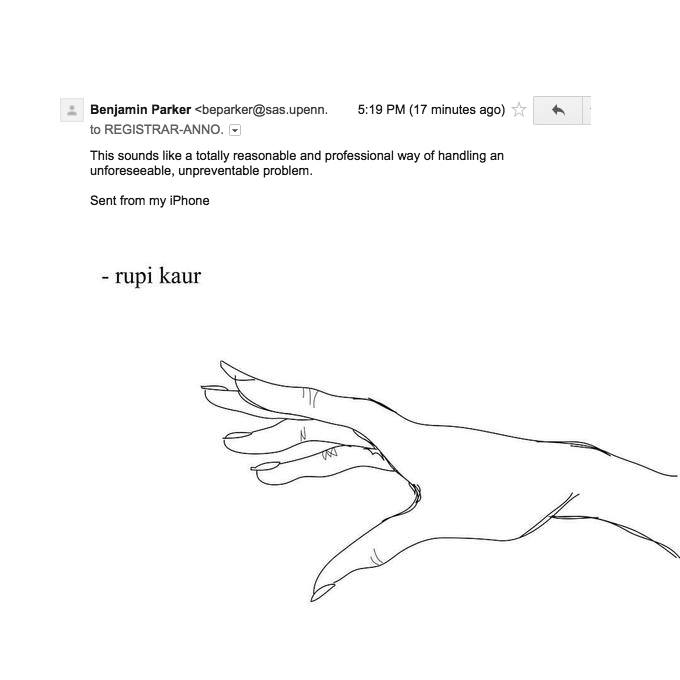 Benjamin Parker <beparker@sas.upenn. 5:19 PM (17 minutes ago)
to REGISTRAR-ANNO.
This sounds like a totally reasonable and professional way of handling an
unforeseeable, unpreventable problem.
Sent from my iPhone
- rupi kaur